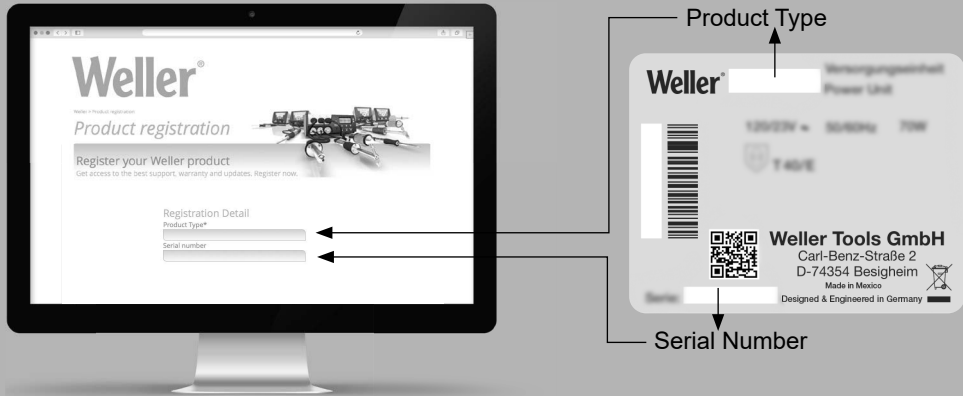 Weller®
Weller > Product registration
Product registration
Register your Weller product
Get access to the best support, warranty and updates. Register now.
Registration Detail
Product Type*
Serial number
Product Type
Weller®
Versorgungseinheit
Power Unit
120/23V
50/60Hz
70W
T 40/E
Weller Tools GmbH
Carl-Benz-Straße 2
D-74354 Besigheim
Made in Mexico
Serie:
Designed & Engineered in Germany
Serial Number